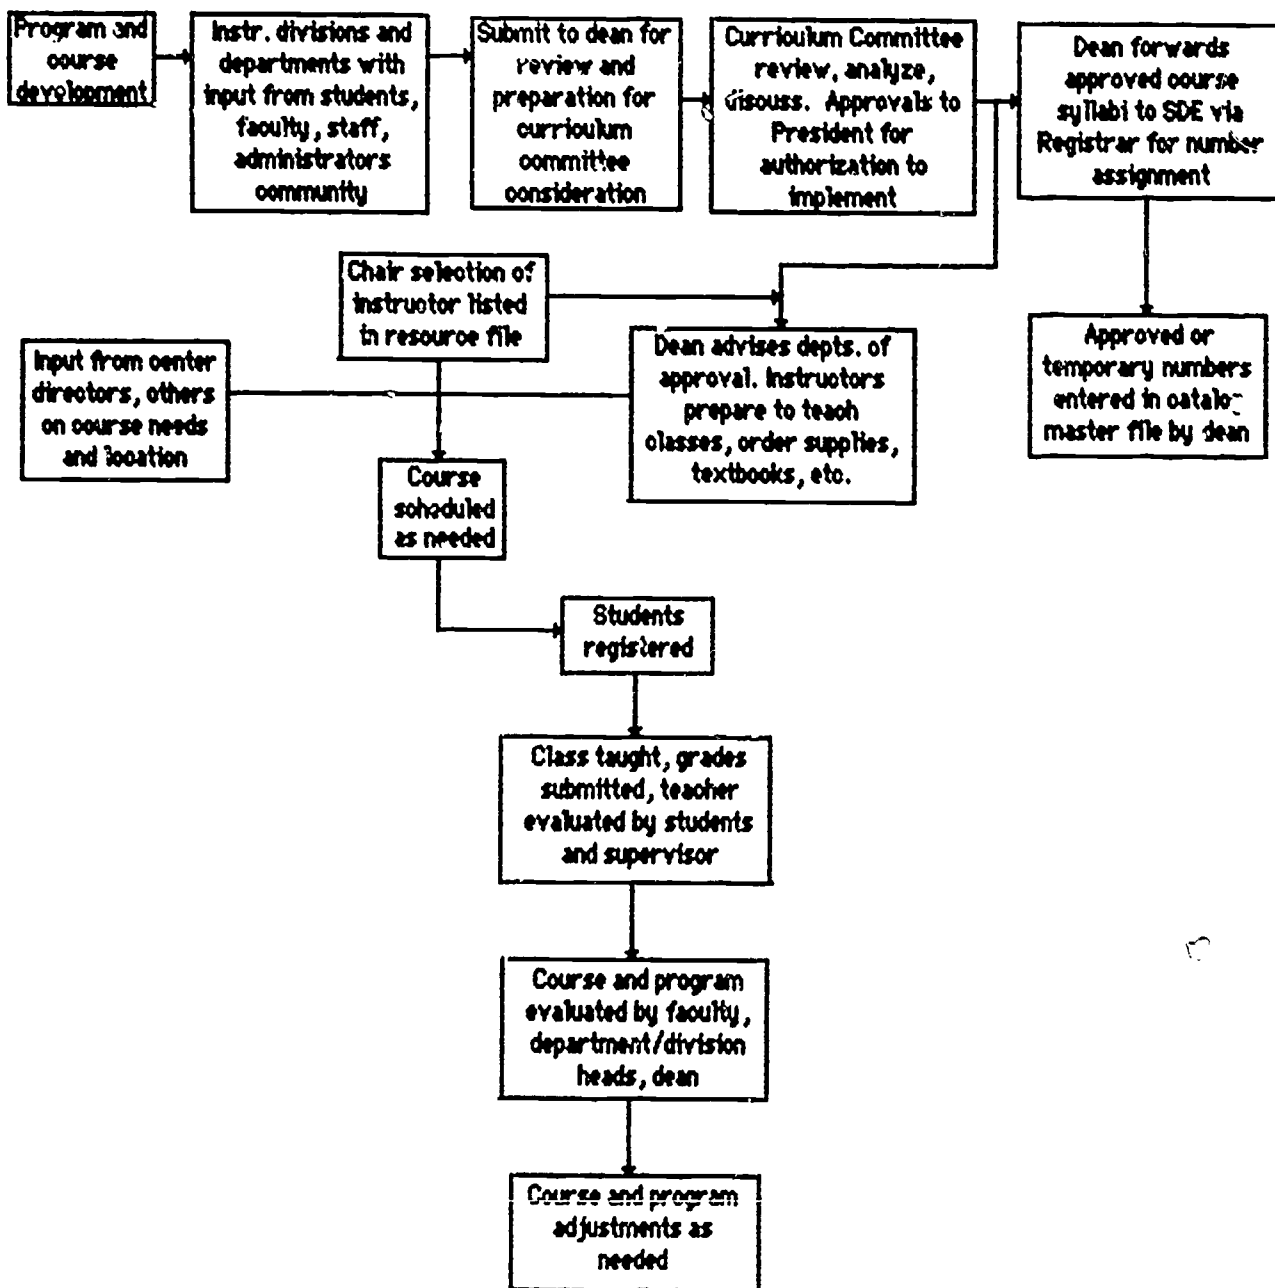 Program and
course
development
Instr. divisions and
departments with
input from students,
faculty, staff,
administrators
community
Submit to dean for
review and
preparation for
curriculum
committee
consideration
Curriculum Committee
review, analyze,
discuss. Approvals to
President for
authorization to
implement
Dean forwards
approved course
syllabi to SDE via
Registrar for number
assignment
Chair selection of
instructor listed
in resource file
Input from center
directors, others
on course needs
and location
Dean advises depts. of
approval. Instructors
prepare to teach
classes, order supplies,
textbooks, etc.
Approved or
temporary numbers
entered in catalog
master file by dean
Course
scheduled
as needed
Students
registered
Class taught, grades
submitted, teacher
evaluated by students
and supervisor
Course and program
evaluated by faculty,
department/division
heads, dean
Course and program
adjustments as
needed